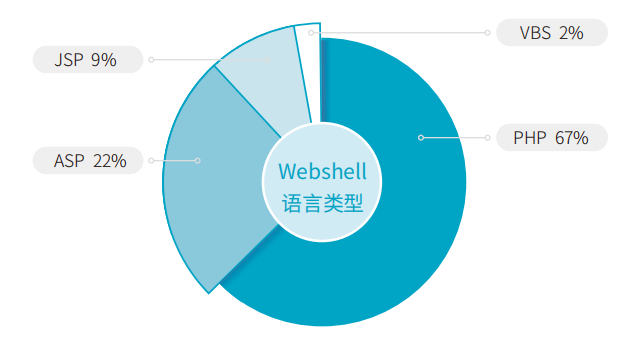 VBS 2%
JSP 9%
PHP 67%
ASP 22%
Webshell
语言类型